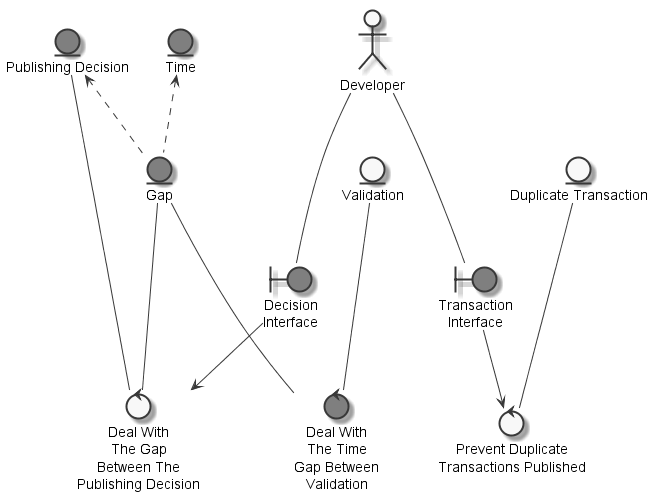 Publishing Decision
Time
Developer
Gap
Validation
Duplicate Transaction
Decision
Interface
Transaction
Interface
Deal With
The Gap
Between The
Publishing Decision
Deal With
The Time
Gap Between
Validation
Prevent Duplicate
Transactions Published